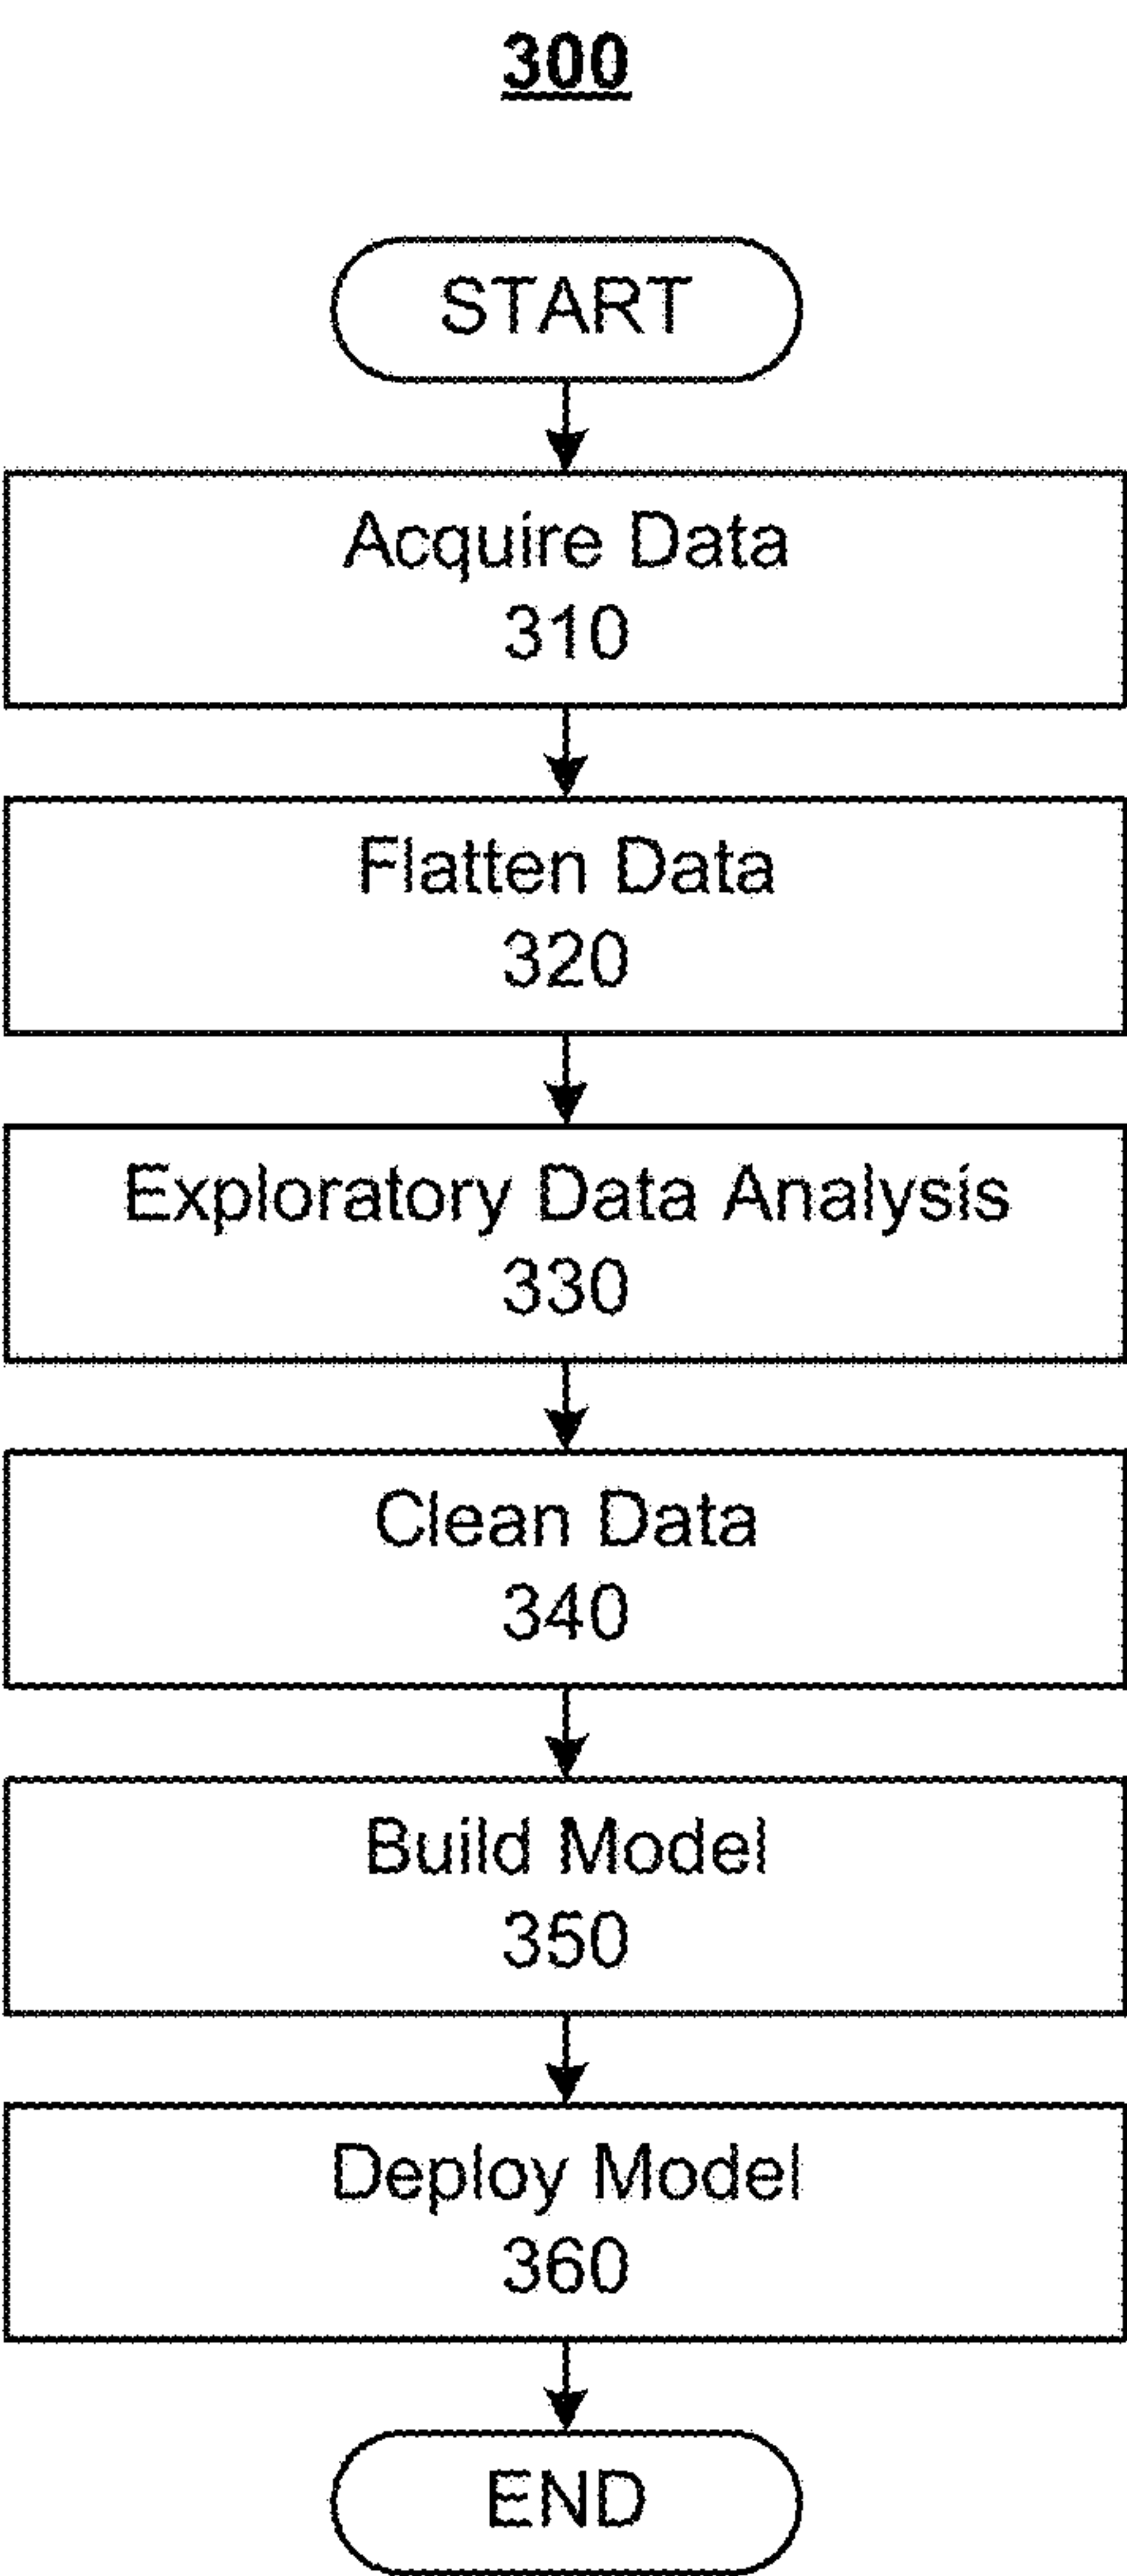 300
START
Acquire Data
310
Flatten Data
320
Exploratory Data Analysis
330
Clean Data
340
Build Model
350
Deploy Model
360
END